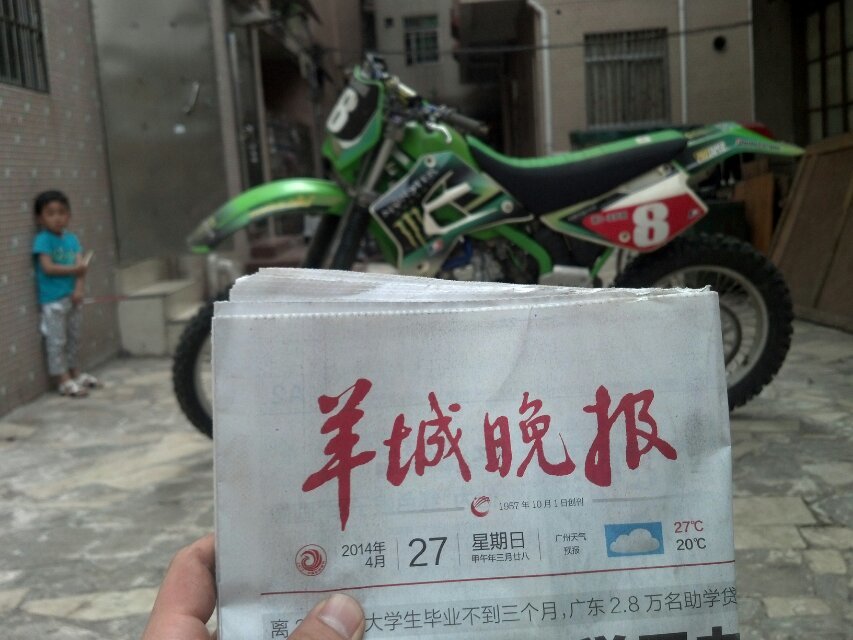 8
8
羊城晚报
1957年10月1日创刊
2014年
4月
27
星期日
甲午年三月廿八
广州天气
预报
27℃
20℃
离
大学生毕业不到三个月,广东2.8万名助学贷